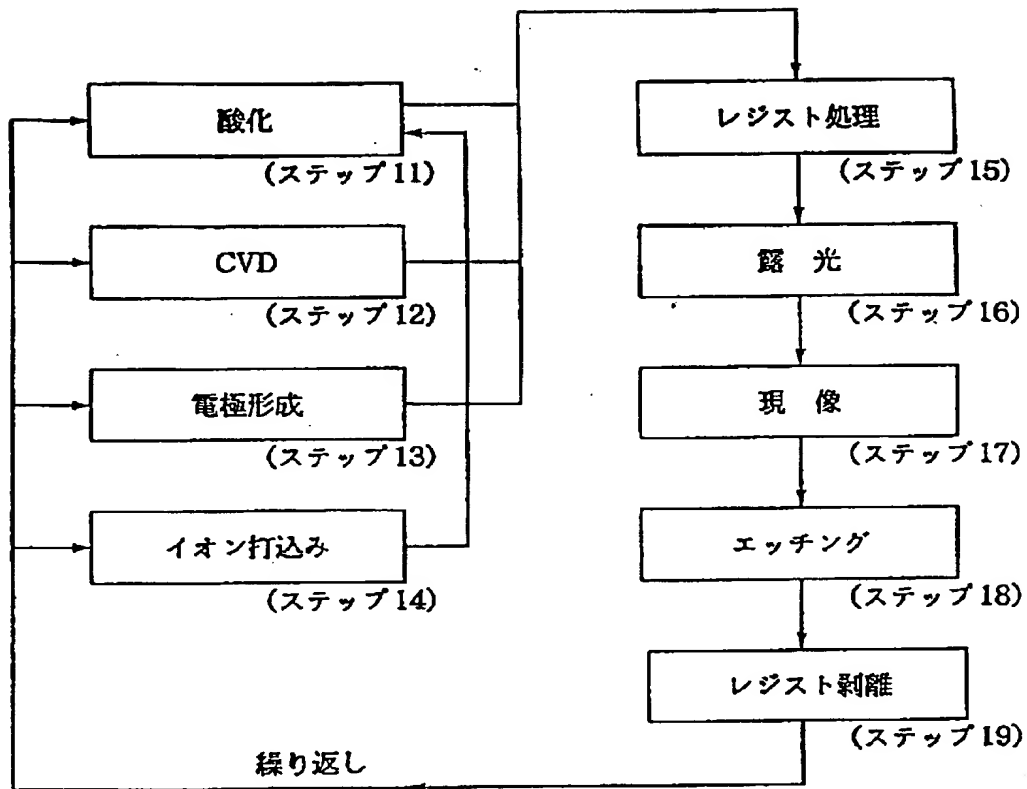 酸化
(ステップ11)
CVD
(ステップ12)
電極形成
(ステップ13)
イオン打込み
(ステップ14)
レジスト処理
(ステップ15)
露 光
(ステップ16)
現 像
(ステップ17)
エッチング
(ステップ18)
レジスト剥離
(ステップ19)
繰り返し